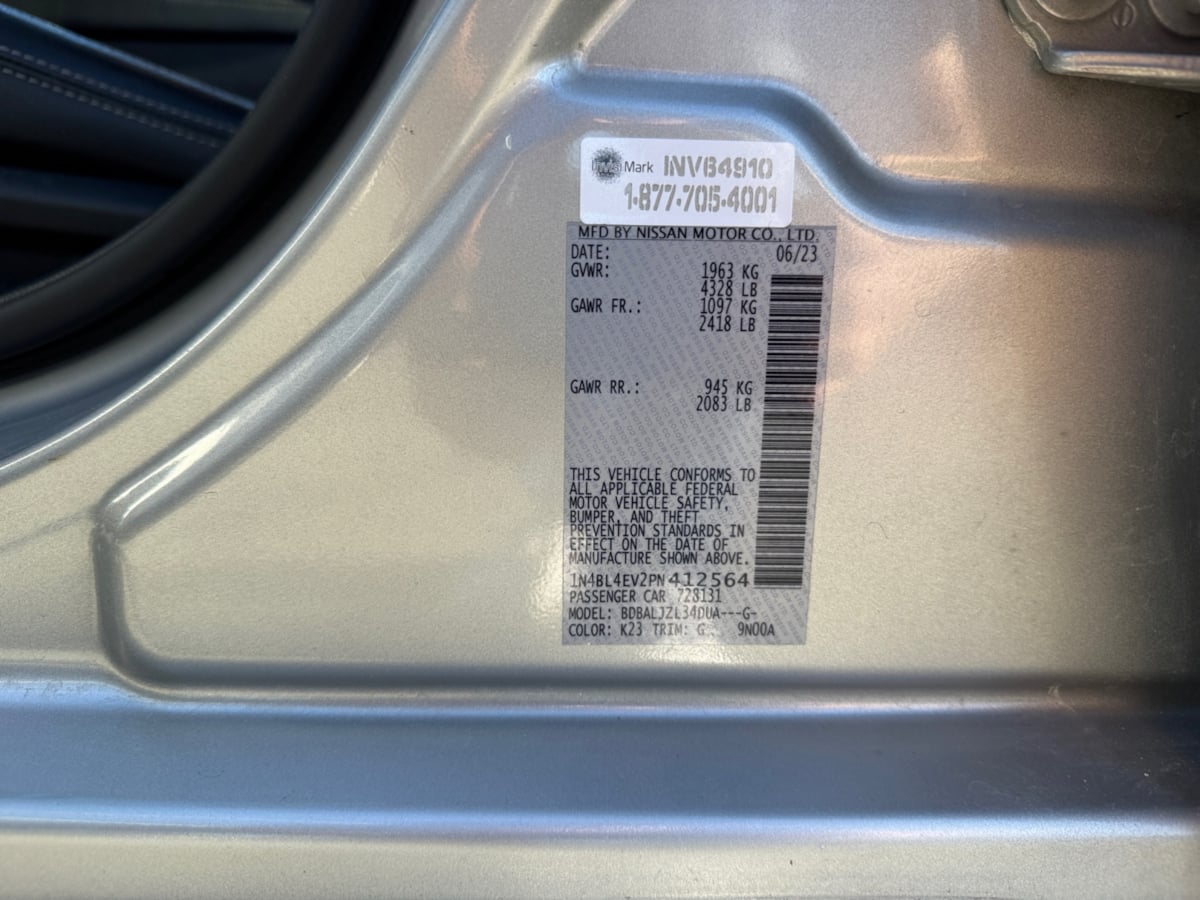 Mark INV64910
1-877-705-4001
MFD BY NISSAN MOTOR CO., LTD.
DATE: 06/23
GVWR: 1963 KG
4328 LB
GAWR FR.: 1097 KG
2418 LB
GAWR RR.: 945 KG
2083 LB
THIS VEHICLE CONFORMS TO
ALL APPLICABLE FEDERAL
MOTOR VEHICLE SAFETY,
BUMPER, AND THEFT
PREVENTION STANDARDS IN
EFFECT ON THE DATE OF
MANUFACTURE SHOWN ABOVE.
1N4BL4EV2PN412564
PASSENGER CAR 728131
MODEL: BDBALJZL34DUA---G-
COLOR: K23 TRIM: G 9N00A